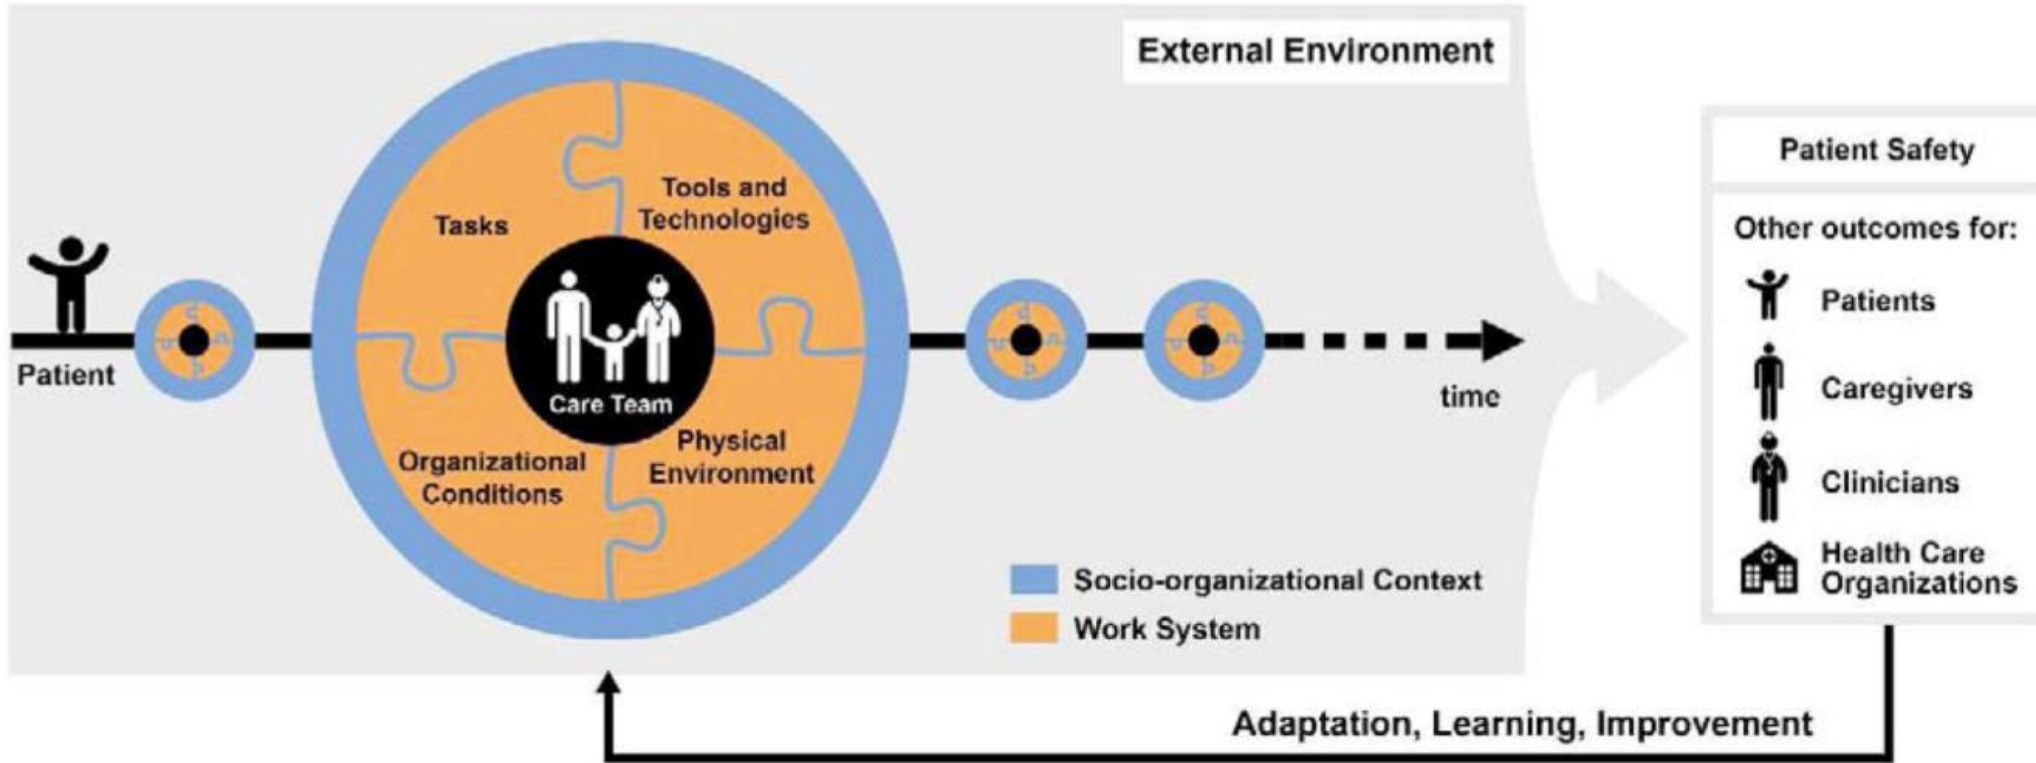 External Environment
Patient
Tasks
Tools and
Technologies
Care Team
Organizational
Conditions
Physical
Environment
time
Socio-organizational Context
Work System
Patient Safety
Other outcomes for:
Patients
Caregivers
Clinicians
Health Care
Organizations
Adaptation, Learning, Improvement